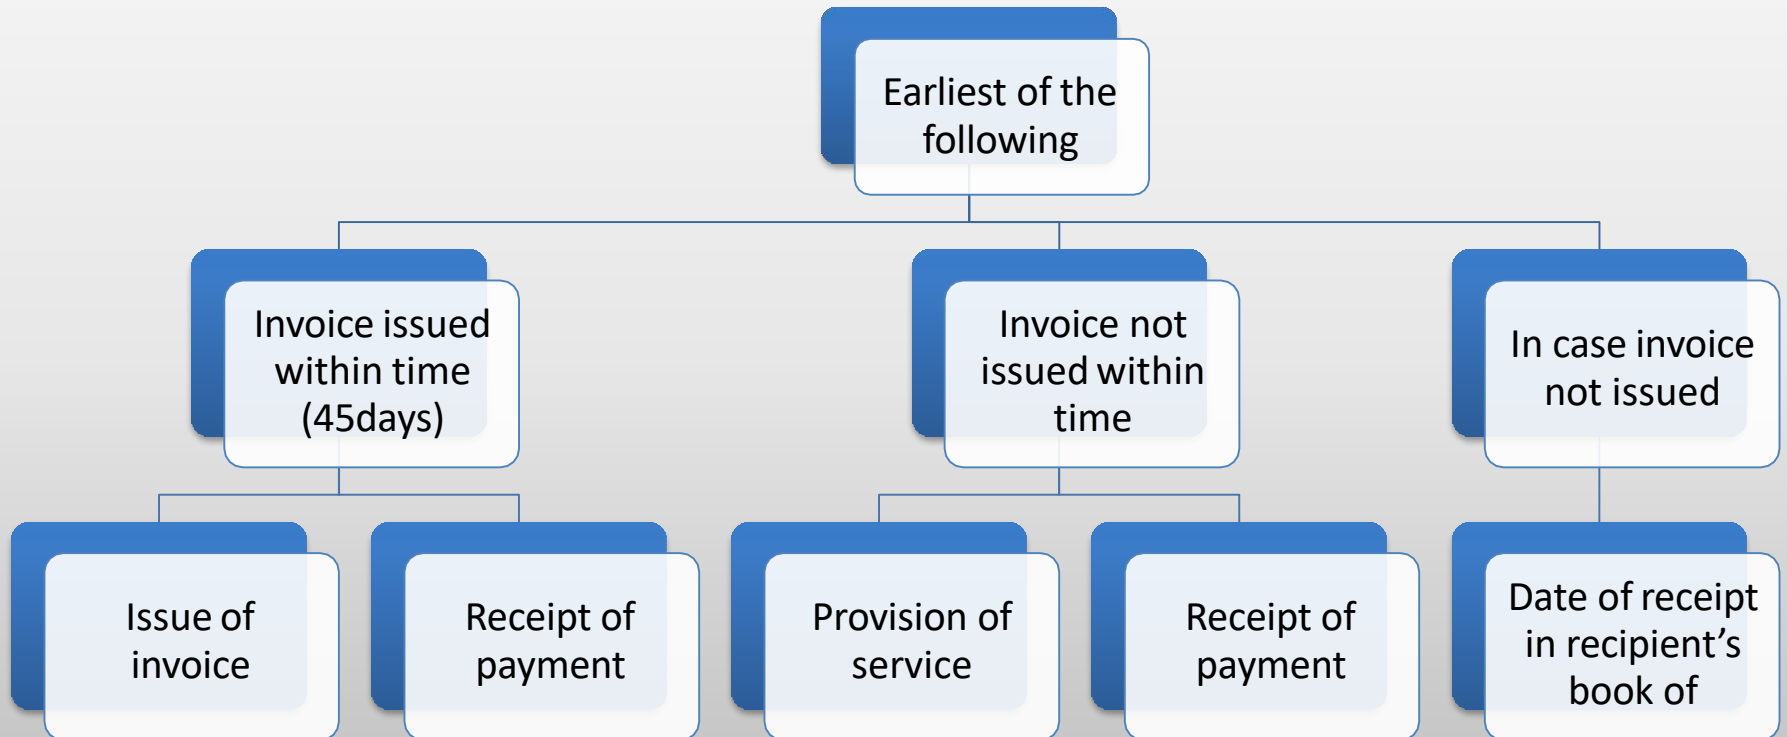 Earliest of the
following
Invoice issued
within time
(45days)
Invoice not
issued within
time
In case invoice
not issued
Issue of
invoice
Receipt of
payment
Provision of
service
Receipt of
payment
Date of receipt
in recipient’s
book of